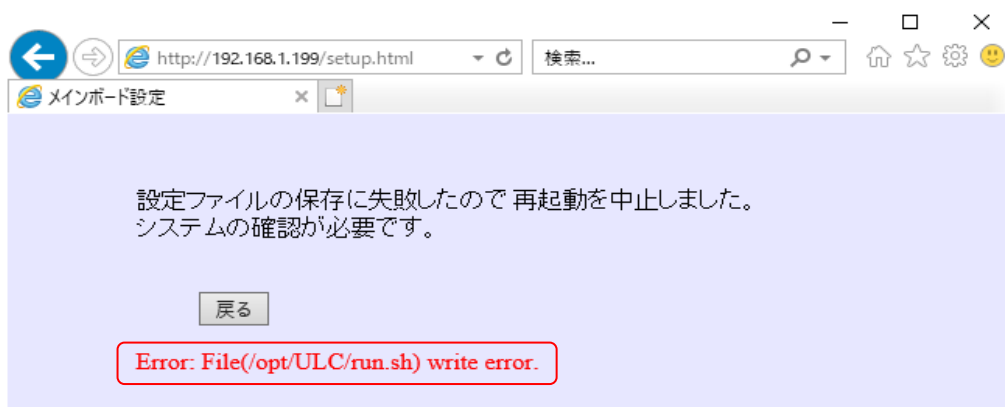 http://192.168.1.199/setup.html
検索...
メインボード設定
設定ファイルの保存に失敗したので 再起動を中止しました。
システムの確認が必要です。
戻る
Error: File(/opt/ULC/run.sh) write error.